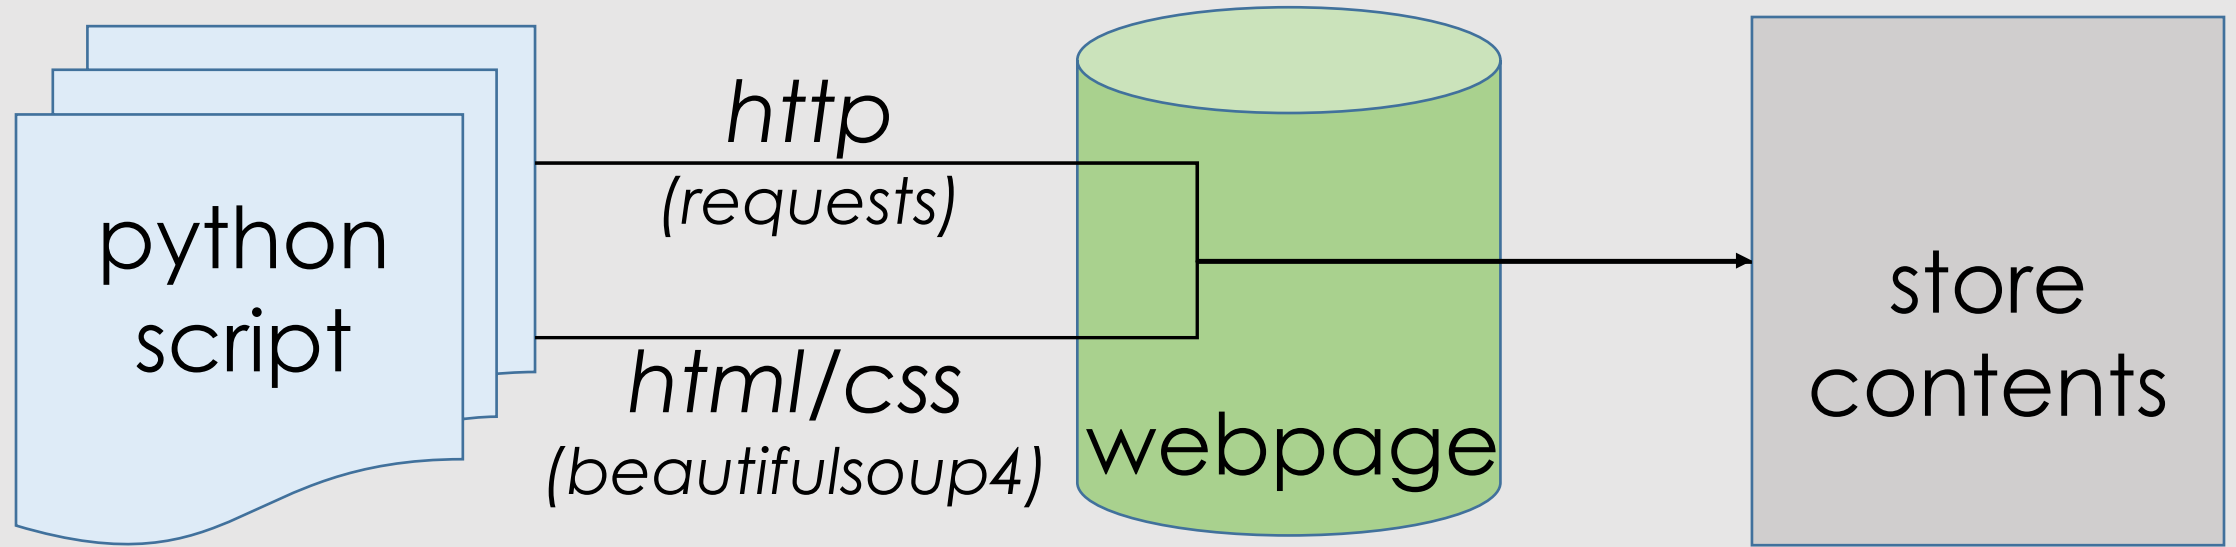 python
script
http
(requests)
html/css
(beautifulsoup4)
webpage
store
contents